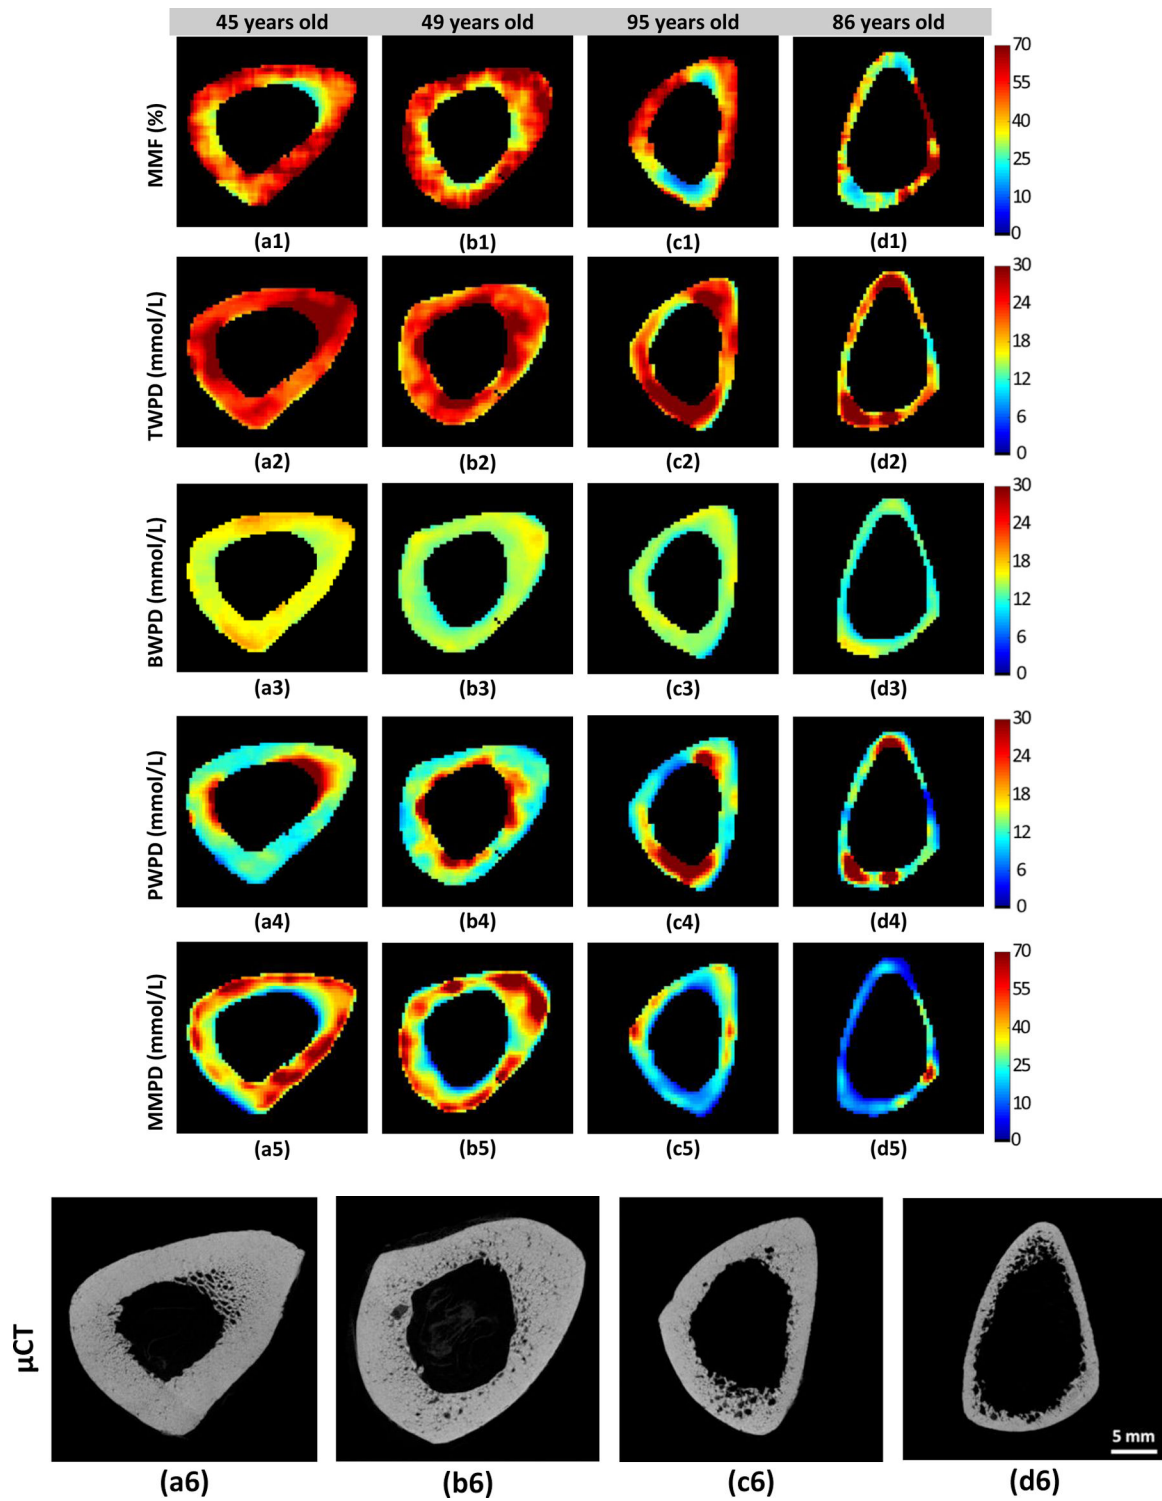 45 years old 49 years old 95 years old 86 years old
MMF (%)
70
55
40
25
10
0
(a1) (b1) (c1) (d1)
TWPD (mmol/L)
30
24
18
12
6
0
(a2) (b2) (c2) (d2)
BWPD (mmol/L)
30
24
18
12
6
0
(a3) (b3) (c3) (d3)
PWPD (mmol/L)
30
24
18
12
6
0
(a4) (b4) (c4) (d4)
MMPD (mmol/L)
70
55
40
25
10
0
(a5) (b5) (c5) (d5)
μCT
5 mm
(a6) (b6) (c6) (d6)